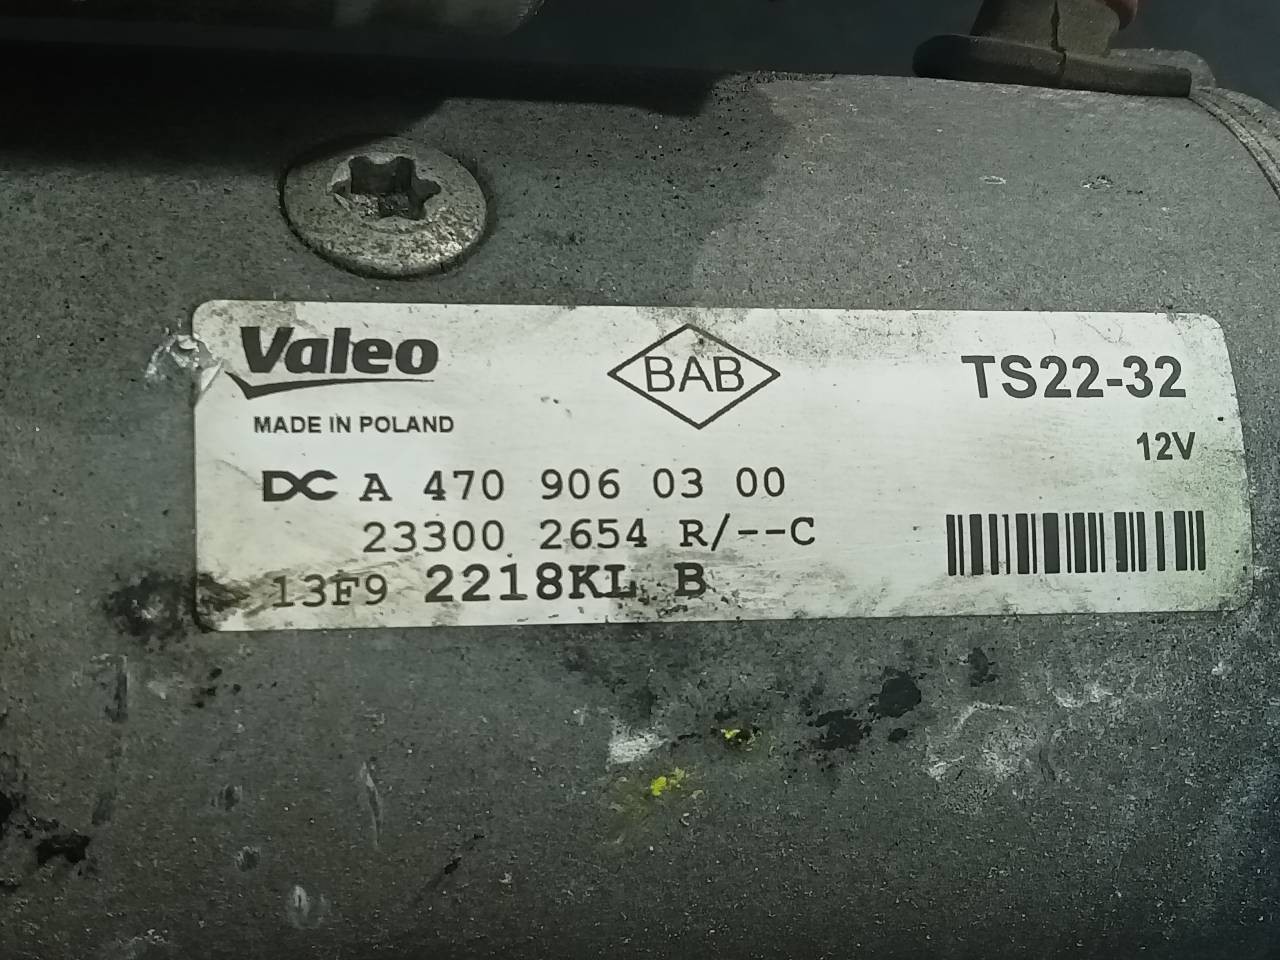 Valeo
MADE IN POLAND
BAB
TS22-32
12V
DC A 470 906 03 00
23300 2654 R/--C
13F9 2218KL B